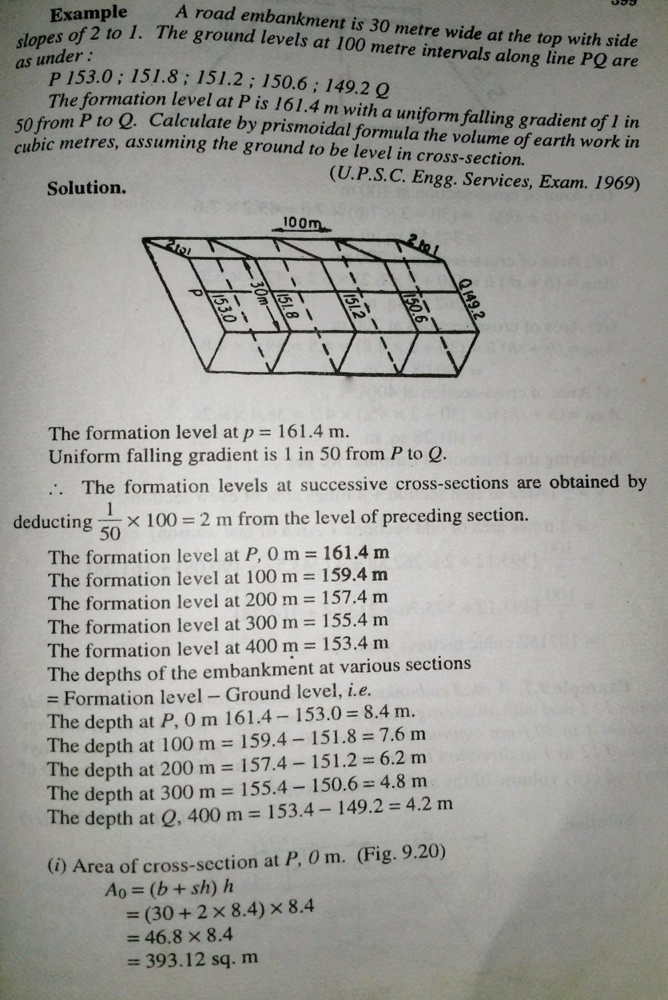 399
Example A road embankment is 30 metre wide at the top with side
slopes of 2 to 1. The ground levels at 100 metre intervals along line PQ are
as under :
P 153.0 ; 151.8 ; 151.2 ; 150.6 ; 149.2 Q
The formation level at P is 161.4 m with a uniform falling gradient of 1 in
50 from P to Q. Calculate by prismoidal formula the volume of earth work in
cubic metres, assuming the ground to be level in cross-section.
(U.P.S.C. Engg. Services, Exam. 1969)
Solution.
100m
2 to 1
2 to 1
P
153.0
30m
151.8
151.2
150.6
Q 149.2
The formation level at p = 161.4 m.
Uniform falling gradient is 1 in 50 from P to Q.
∴ The formation levels at successive cross-sections are obtained by
deducting 1/50 × 100 = 2 m from the level of preceding section.
The formation level at P, 0 m = 161.4 m
The formation level at 100 m = 159.4 m
The formation level at 200 m = 157.4 m
The formation level at 300 m = 155.4 m
The formation level at 400 m = 153.4 m
The depths of the embankment at various sections
= Formation level – Ground level, i.e.
The depth at P, 0 m 161.4 – 153.0 = 8.4 m.
The depth at 100 m = 159.4 – 151.8 = 7.6 m
The depth at 200 m = 157.4 – 151.2 = 6.2 m
The depth at 300 m = 155.4 – 150.6 = 4.8 m
The depth at Q, 400 m = 153.4 – 149.2 = 4.2 m
(i) Area of cross-section at P, 0 m. (Fig. 9.20)
A0 = (b + sh) h
= (30 + 2 × 8.4) × 8.4
= 46.8 × 8.4
= 393.12 sq. m